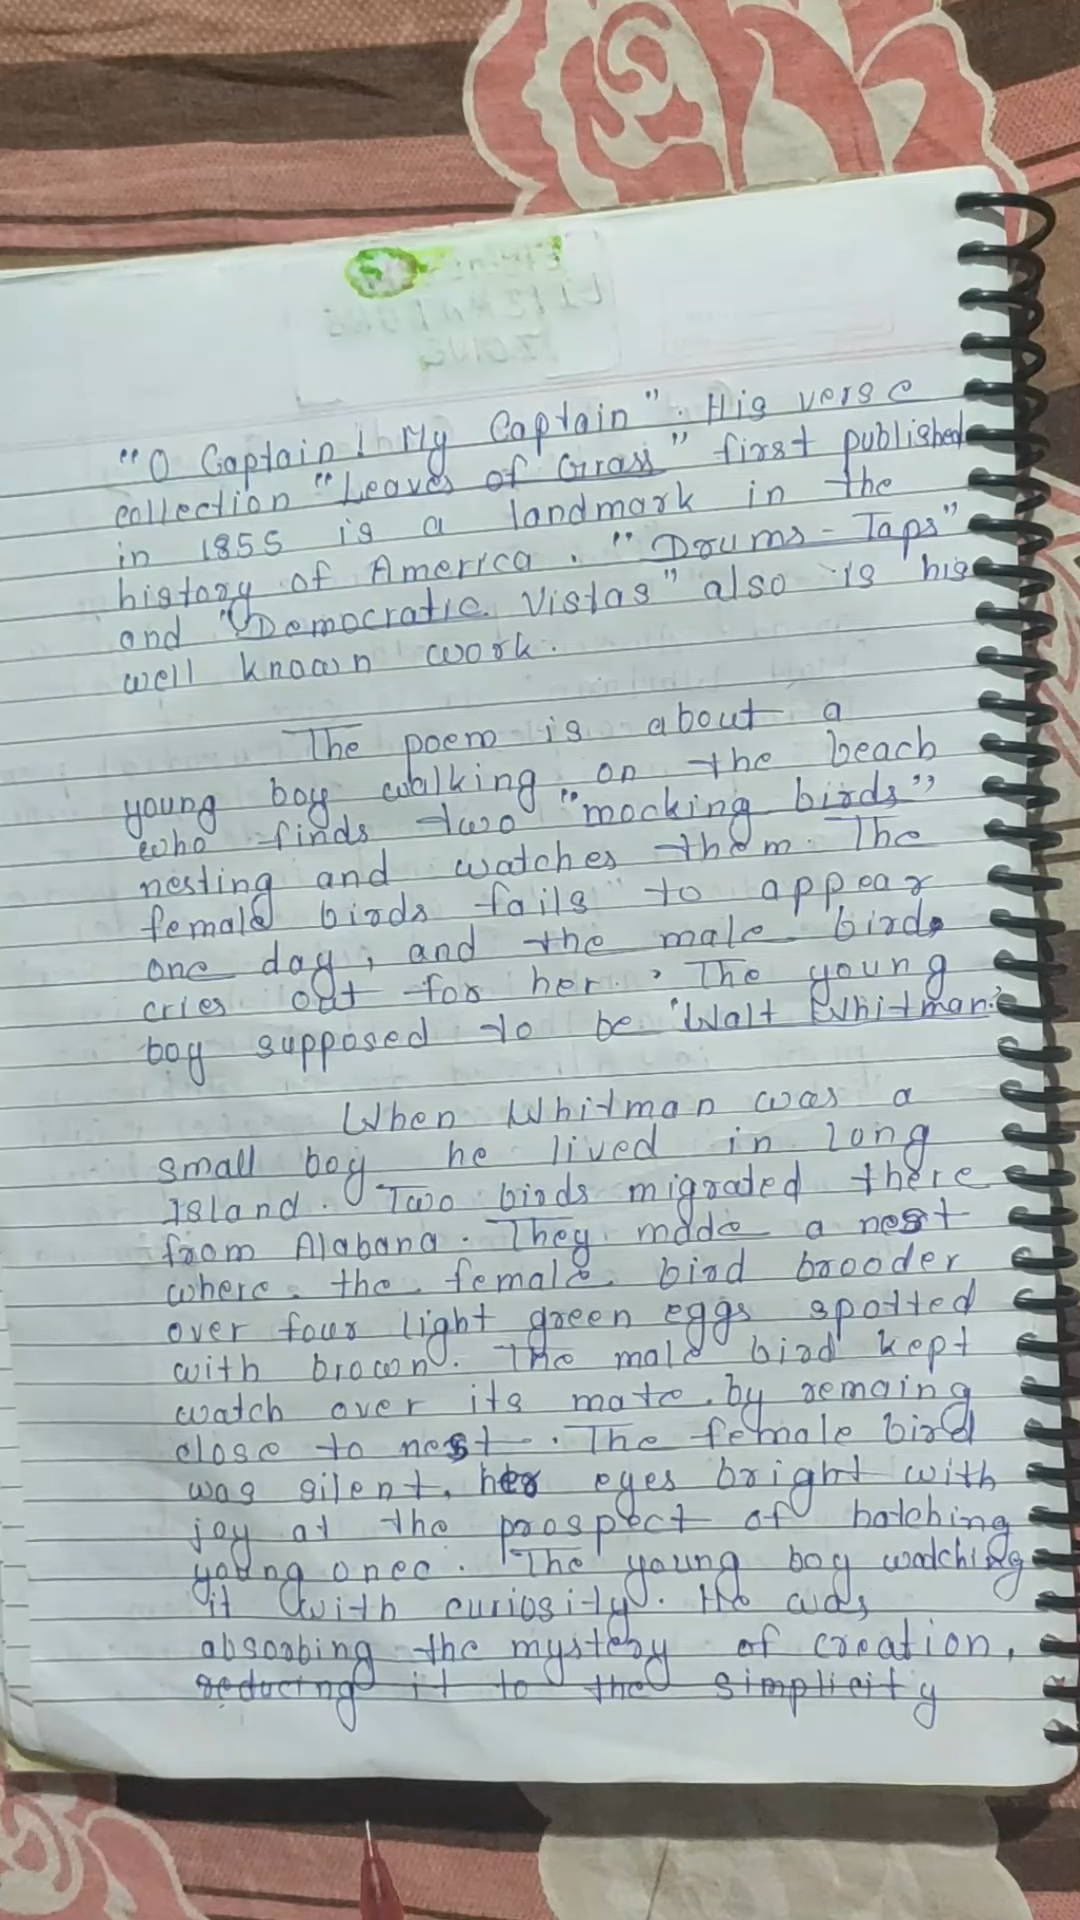 "O Captain! My Captain". His verse
collection "Leaves of Grass" first published
in 1855 is a landmark in the
history of America. "Drums-Taps"
and "Democratic Vistas" also is his
well known work.
The poem is about a
young boy walking on the beach
who finds two "mocking birds"
nesting and watches them. The
female birds fails to appear
one day, and the male bird
cries out for her. The young
boy supposed to be 'Walt Whitman.'
When Whitman was a
small boy he lived in long
Island. Two birds migrated there
from Alabana. They made a nest
where the female bird brooder
over four light green eggs spotted
with brown. The male bird kept
watch over its mate by remaing
close to nest. The female bird
was silent, her eyes bright with
joy at the prospect of hatching
young onec. The young boy watching
it with curiosity. He was
absorbing the mystery of creation,
reducing it to the simplicity